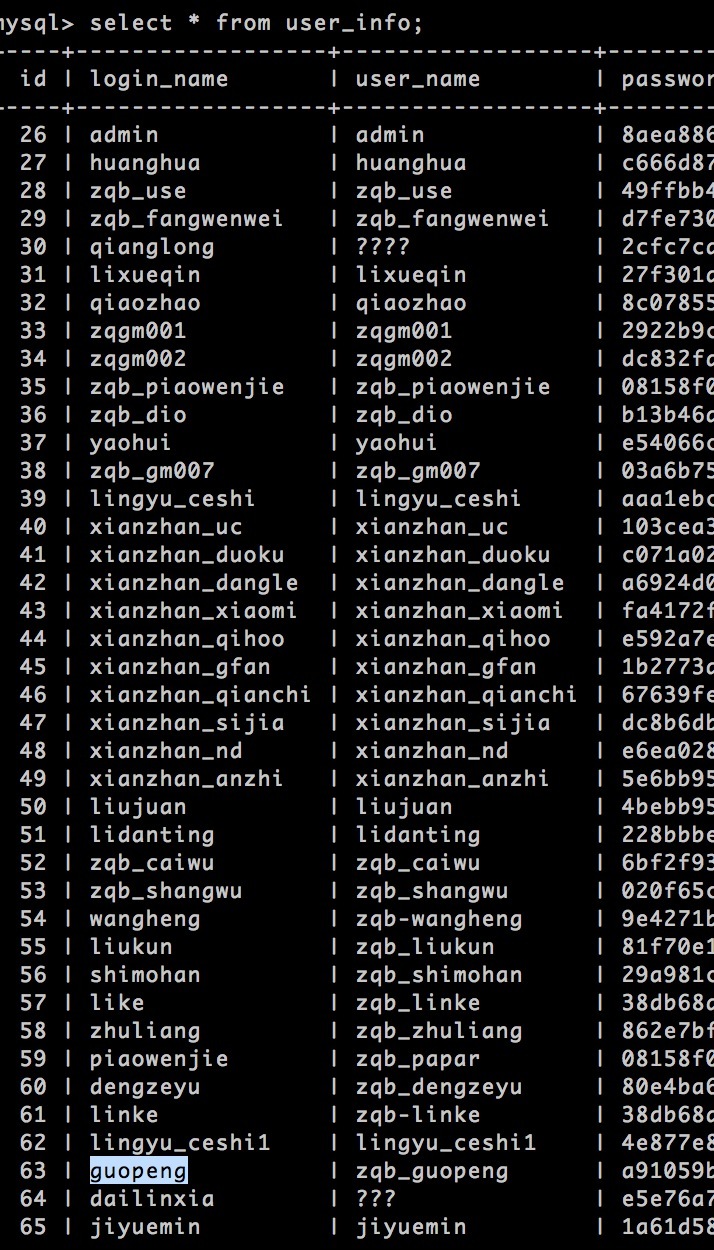 mysql> select * from user_info;
-----+-------------------+------------------+--------
id | login_name | user_name | passwor
-----+-------------------+------------------+--------
26 | admin | admin | 8aea886
27 | huanghua | huanghua | c666d87
28 | zqb_use | zqb_use | 49ffbb4
29 | zqb_fangwenwei | zqb_fangwenwei | d7fe730
30 | qianglong | ???? | 2cfc7ca
31 | lixueqin | lixueqin | 27f301a
32 | qiaozhao | qiaozhao | 8c07855
33 | zqgm001 | zqgm001 | 2922b9c
34 | zqgm002 | zqgm002 | dc832fa
35 | zqb_piaowenjie | zqb_piaowenjie | 08158f0
36 | zqb_dio | zqb_dio | b13b46a
37 | yaohui | yaohui | e54066c
38 | zqb_gm007 | zqb_gm007 | 03a6b75
39 | lingyu_ceshi | lingyu_ceshi | aaa1ebc
40 | xianzhan_uc | xianzhan_uc | 103cea3
41 | xianzhan_duoku | xianzhan_duoku | c071a02
42 | xianzhan_dangle | xianzhan_dangle | a6924d0
43 | xianzhan_xiaomi | xianzhan_xiaomi | fa4172f
44 | xianzhan_qihoo | xianzhan_qihoo | e592a7e
45 | xianzhan_gfan | xianzhan_gfan | 1b2773a
46 | xianzhan_qianchi | xianzhan_qianchi | 67639fe
47 | xianzhan_sijia | xianzhan_sijia | dc8b6db
48 | xianzhan_nd | xianzhan_nd | e6ea028
49 | xianzhan_anzhi | xianzhan_anzhi | 5e6bb95
50 | liujuan | liujuan | 4bebb95
51 | lidanting | lidanting | 228bbbe
52 | zqb_caiwu | zqb_caiwu | 6bf2f93
53 | zqb_shangwu | zqb_shangwu | 020f65c
54 | wangheng | zqb-wangheng | 9e4271b
55 | liukun | zqb_liukun | 81f70e1
56 | shimohan | zqb_shimohan | 29a981c
57 | like | zqb_linke | 38db68a
58 | zhuliang | zqb_zhuliang | 862e7bf
59 | piaowenjie | zqb_papar | 08158f0
60 | dengzeyu | zqb_dengzeyu | 80e4ba6
61 | linke | zqb-linke | 38db68a
62 | lingyu_ceshi1 | lingyu_ceshi1 | 4e877e8
63 | guopeng | zqb_guopeng | a91059b
64 | dailinxia | ??? | e5e76a7
65 | jiyuemin | jiyuemin | 1a61d58